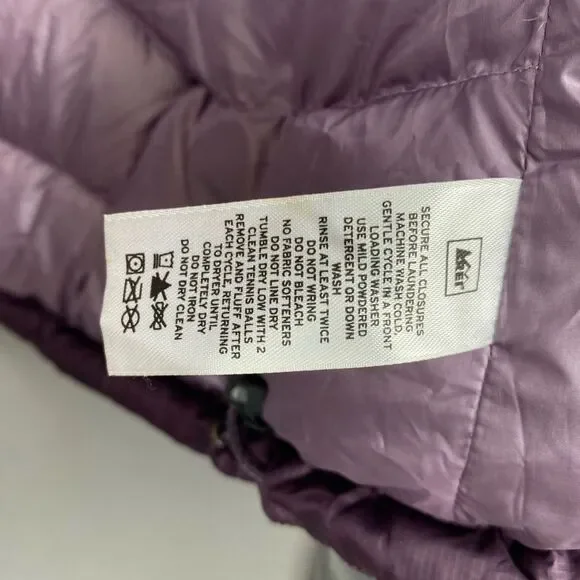 REI
SECURE ALL CLOSURES
BEFORE LAUNDERING
MACHINE WASH COLD,
GENTLE CYCLE IN A FRONT
LOADING WASHER
USE MILD POWDERED
DETERGENT OR DOWN
WASH
RINSE AT LEAST TWICE
DO NOT WRING
DO NOT BLEACH
NO FABRIC SOFTENERS
DO NOT LINE DRY
TUMBLE DRY LOW WITH 2
CLEAN TENNIS BALLS
REMOVE AND FLUFF AFTER
EACH CYCLE, RETURNING
TO DRYER UNTIL
COMPLETELY DRY
DO NOT IRON
DO NOT DRY CLEAN